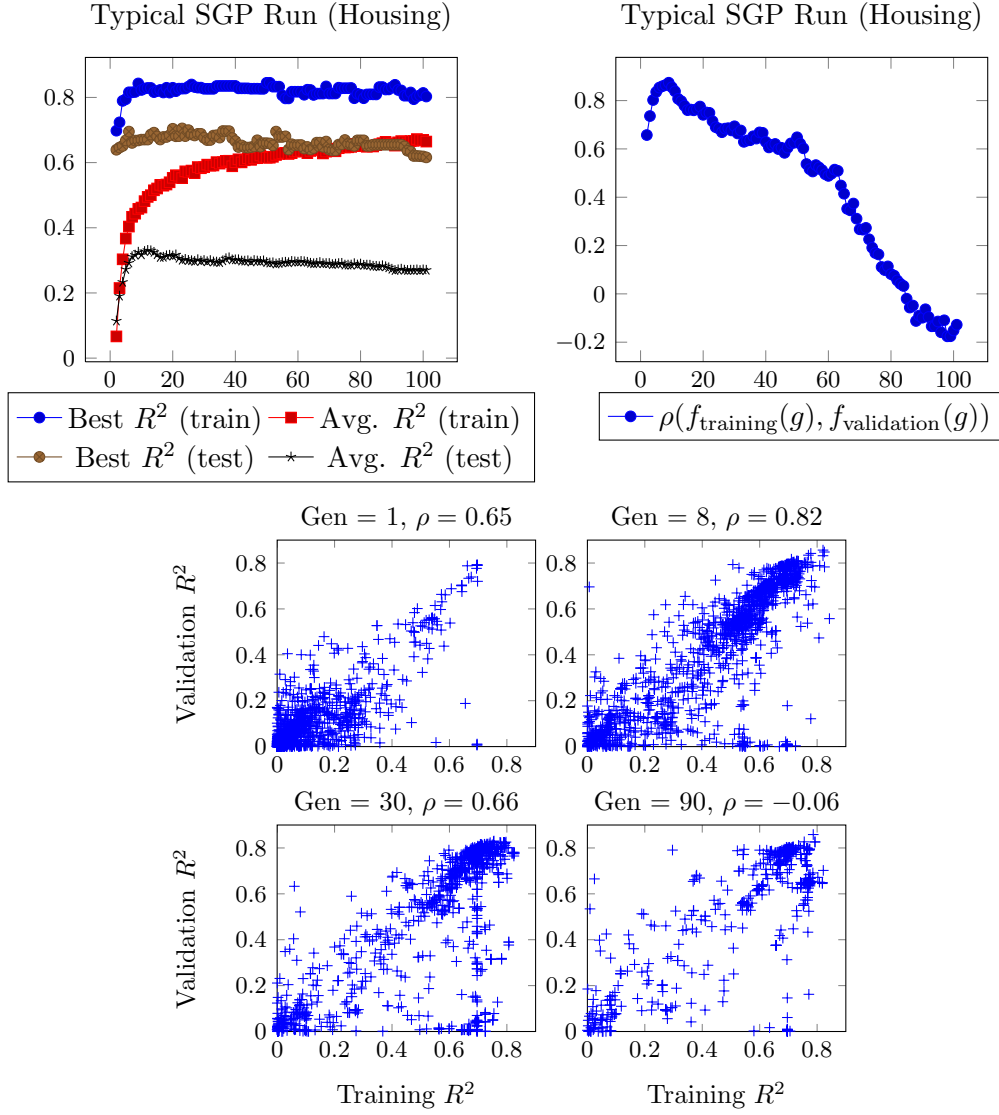 Typical SGP Run (Housing)
Typical SGP Run (Housing)
0.8
0.6
0.4
0.2
0
0 20 40 60 80 100
0.8
0.6
0.4
0.2
0
−0.2
0 20 40 60 80 100
Best R² (train) Avg. R² (train)
Best R² (test) Avg. R² (test)
ρ(f_training(g), f_validation(g))
Gen = 1, ρ = 0.65
Gen = 8, ρ = 0.82
Validation R²
0.8
0.6
0.4
0.2
0
0 0.2 0.4 0.6 0.8
0.8
0.6
0.4
0.2
0
0 0.2 0.4 0.6 0.8
Gen = 30, ρ = 0.66
Gen = 90, ρ = −0.06
Validation R²
0.8
0.6
0.4
0.2
0
0 0.2 0.4 0.6 0.8
0.8
0.6
0.4
0.2
0
0 0.2 0.4 0.6 0.8
Training R²
Training R²